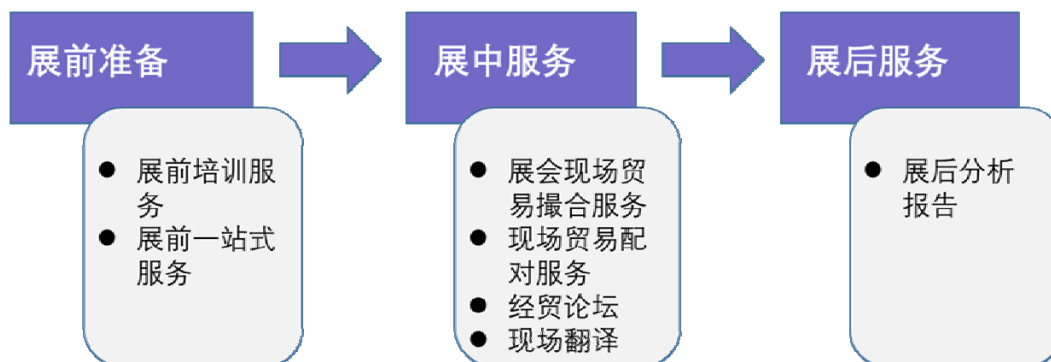 展前准备
展前培训服
务
展前一站式
服务
展中服务
展会现场贸
易撮合服务
现场贸易配
对服务
经贸论坛
现场翻译
展后服务
展后分析
报告